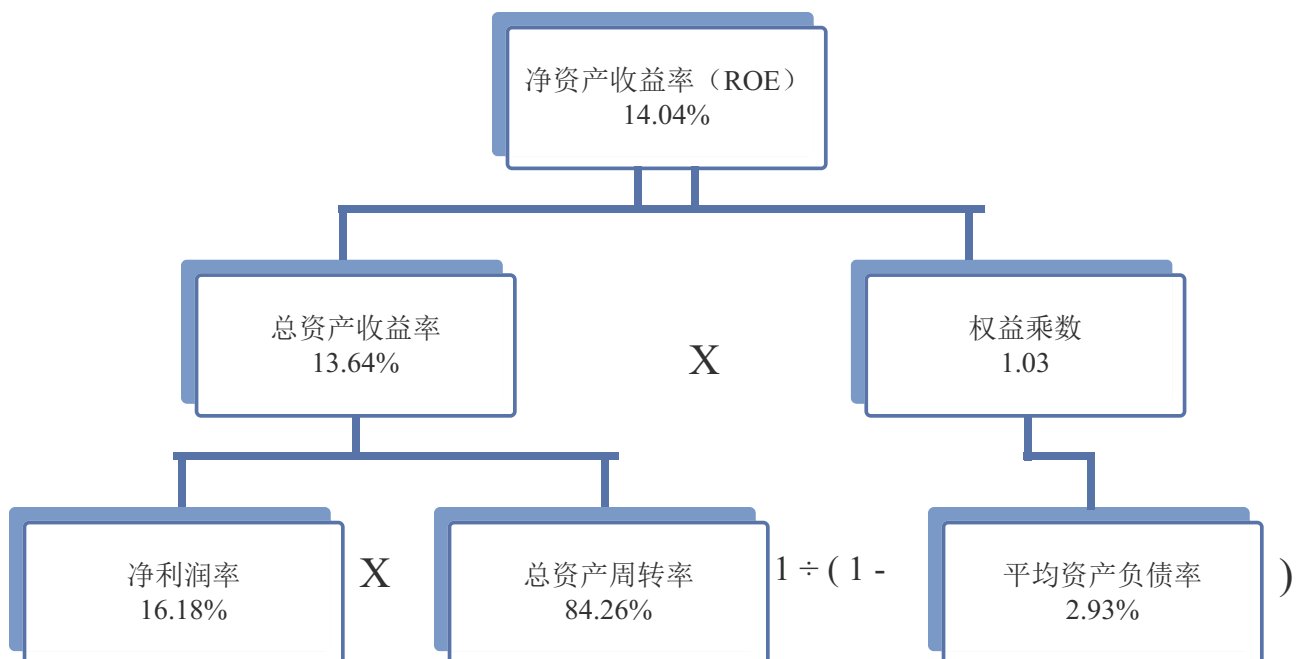 净资产收益率（ROE）
14.04%
总资产收益率
13.64%
X
权益乘数
1.03
净利润率
16.18%
X
总资产周转率
84.26%
1 ÷ ( 1 -
平均资产负债率
2.93%
)